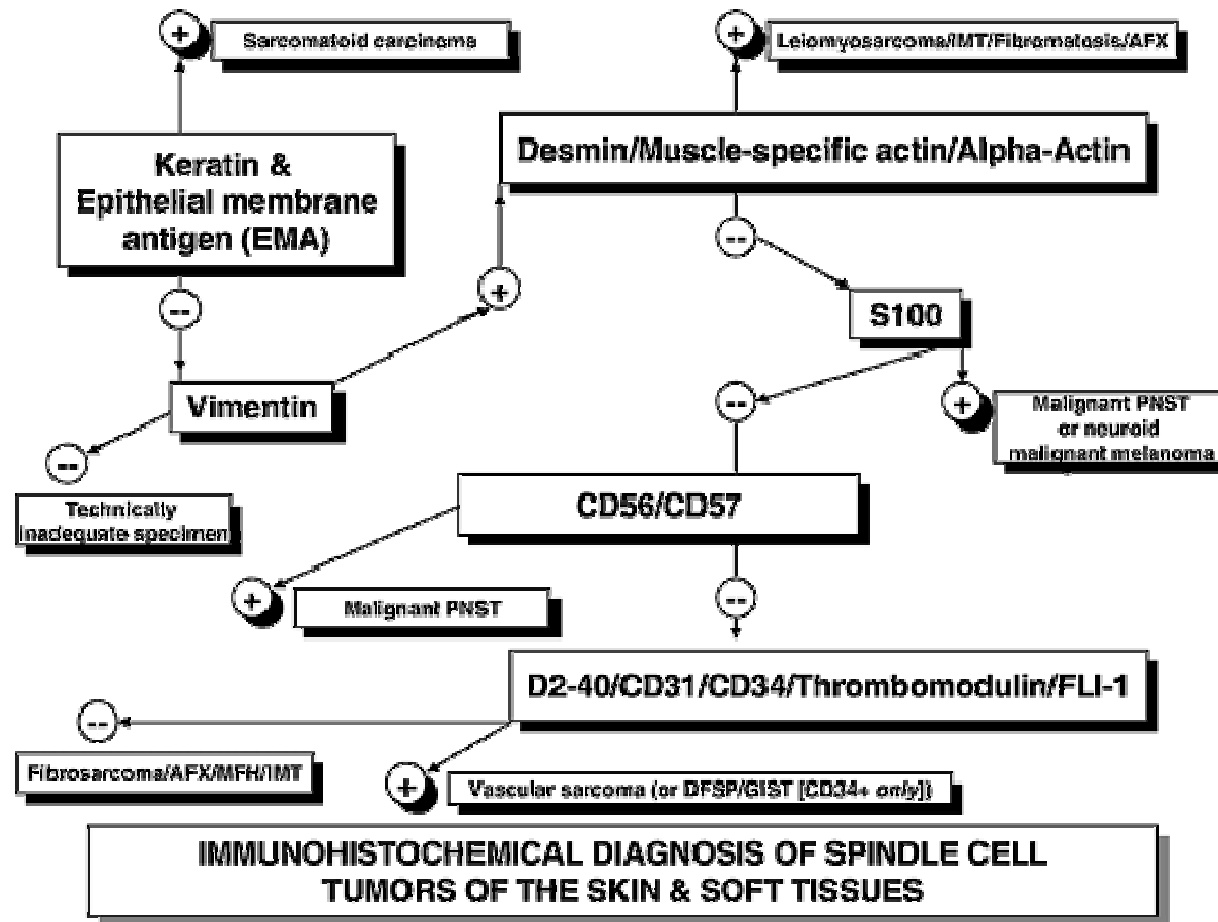 +
Sarcomatoid carcinoma
+
Leiomyosarcoma/IMT/Fibromatosis/AFX
Keratin &
Epithelial membrane
antigen (EMA)
Desmin/Muscle-specific actin/Alpha-Actin
--
--
+
S100
Vimentin
--
+
Malignant PNST
or neuroid
malignant melanoma
--
Technically
inadequate specimen
CD56/CD57
+
Malignant PNST
--
D2-40/CD31/CD34/Thrombomodulin/FLI-1
--
Fibrosarcoma/AFX/MFH/IMT
+
Vascular sarcoma (or DFSP/GIST [CD34+ only])
IMMUNOHISTOCHEMICAL DIAGNOSIS OF SPINDLE CELL
TUMORS OF THE SKIN & SOFT TISSUES